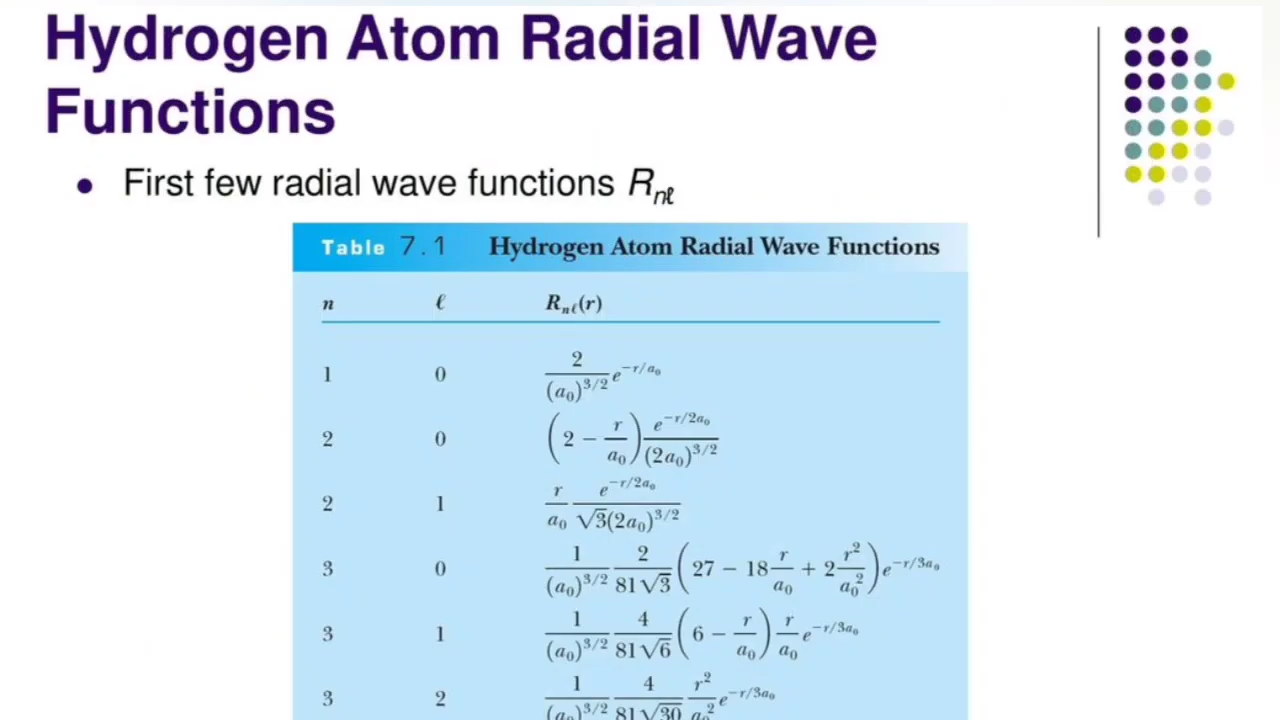 Hydrogen Atom Radial Wave
Functions
• First few radial wave functions Rₙℓ
Table 7.1 Hydrogen Atom Radial Wave Functions
n ℓ Rₙℓ(r)
1 0 2/(a₀)^{3/2} e^{−r/a₀}
2 0 (2 − r/a₀) e^{−r/2a₀}/(2a₀)^{3/2}
2 1 r/a₀ e^{−r/2a₀}/(√3(2a₀)^{3/2})
3 0 1/(a₀)^{3/2} 2/(81√3) (27 − 18 r/a₀ + 2 r²/a₀²) e^{−r/3a₀}
3 1 1/(a₀)^{3/2} 4/(81√6) (6 − r/a₀) r/a₀ e^{−r/3a₀}
3 2 1/(a₀)^{3/2} 4/(81√30) r²/a₀² e^{−r/3a₀}